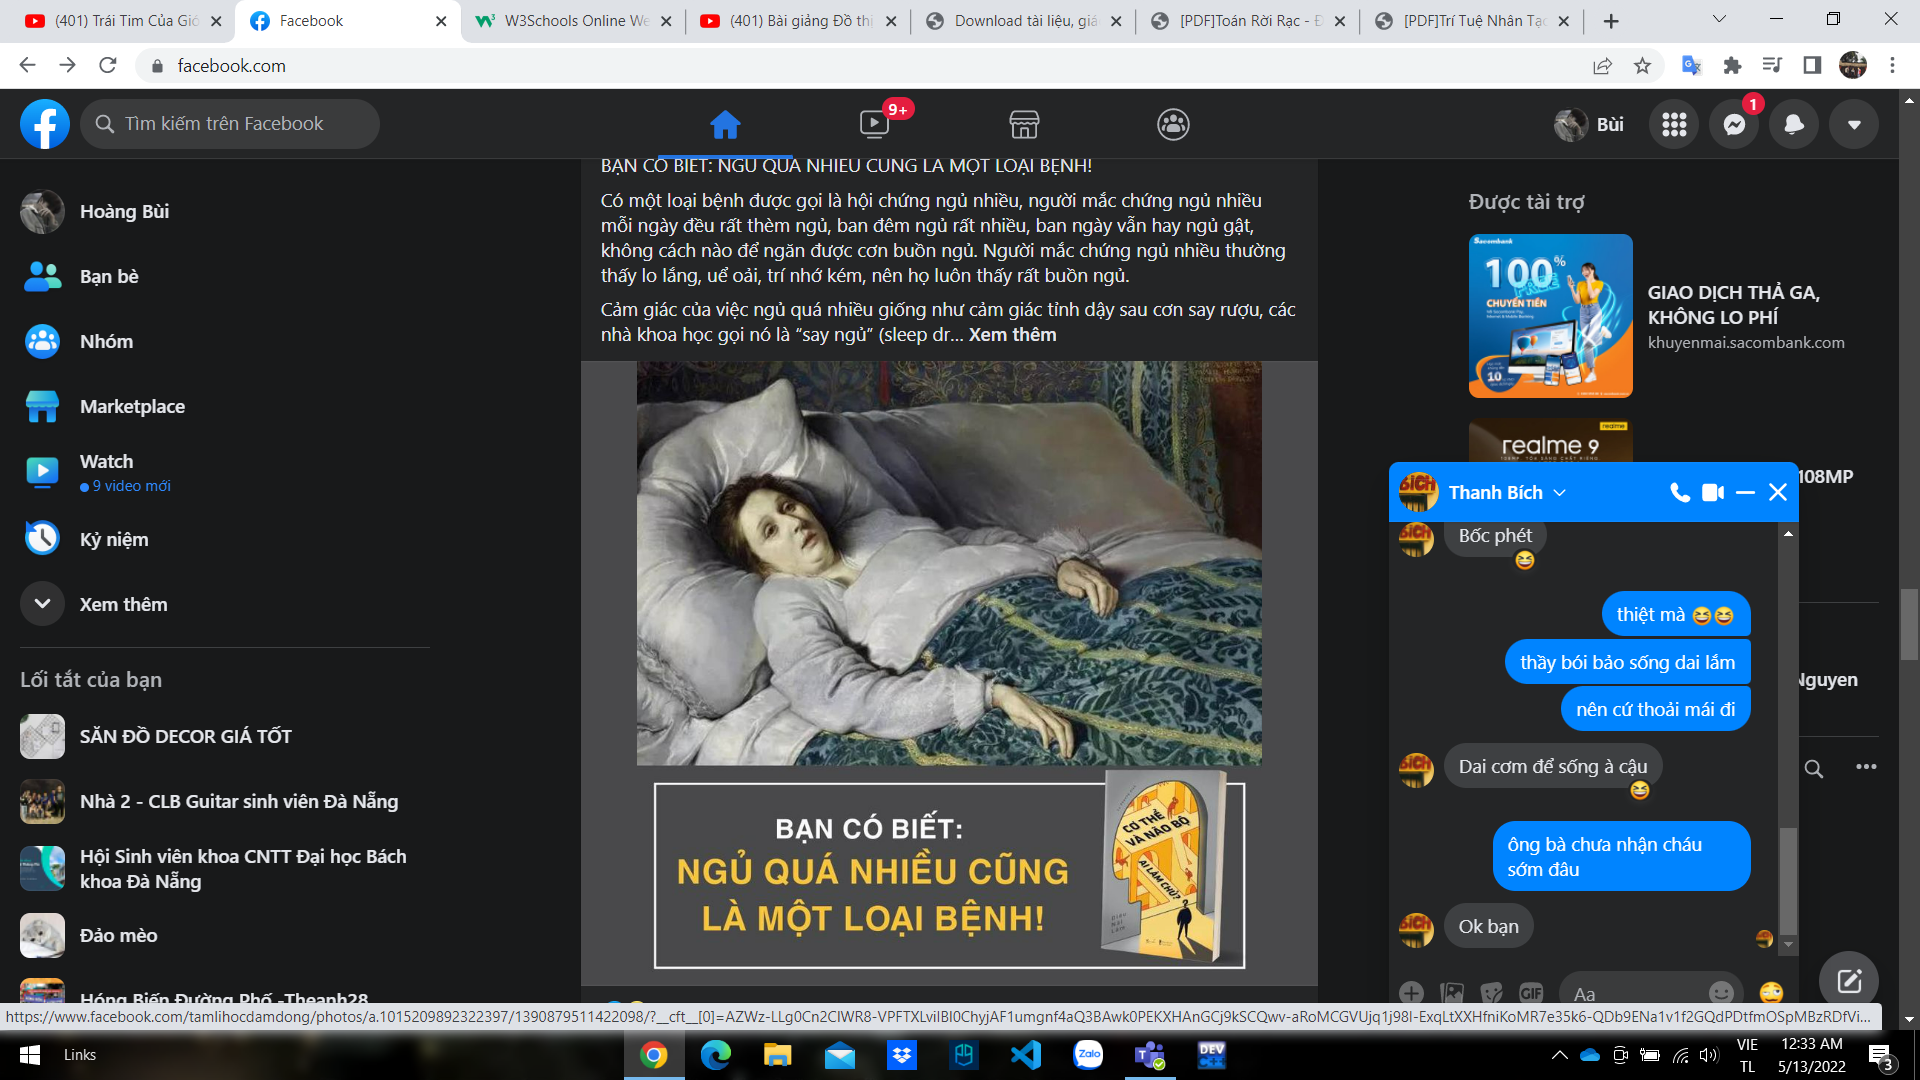 (401) Trái Tim Của Gió
Facebook
W3Schools Online We
(401) Bài giảng Đồ thị
Download tài liệu, giá
[PDF]Toán Rời Rạc - Đ
[PDF]Trí Tuệ Nhân Tạo
facebook.com
Tìm kiếm trên Facebook
9+
Bùi
1
Hoàng Bùi
Bạn bè
Nhóm
Marketplace
Watch
9 video mới
Kỷ niệm
Xem thêm
Lối tắt của bạn
SĂN ĐỒ DECOR GIÁ TỐT
Nhà 2 - CLB Guitar sinh viên Đà Nẵng
Hội Sinh viên khoa CNTT Đại học Bách
khoa Đà Nẵng
Đảo mèo
Hóng Biến Đường Phố -Theanh28
BẠN CÓ BIẾT: NGỦ QUÁ NHIỀU CŨNG LÀ MỘT LOẠI BỆNH!
Có một loại bệnh được gọi là hội chứng ngủ nhiều, người mắc chứng ngủ nhiều
mỗi ngày đều rất thèm ngủ, ban đêm ngủ rất nhiều, ban ngày vẫn hay ngủ gật,
không cách nào để ngăn được cơn buồn ngủ. Người mắc chứng ngủ nhiều thường
thấy lo lắng, uể oải, trí nhớ kém, nên họ luôn thấy rất buồn ngủ.
Cảm giác của việc ngủ quá nhiều giống như cảm giác tỉnh dậy sau cơn say rượu, các
nhà khoa học gọi nó là “say ngủ” (sleep dr... Xem thêm
BẠN CÓ BIẾT:
NGỦ QUÁ NHIỀU CŨNG
LÀ MỘT LOẠI BỆNH!
CƠ THỂ
VÀ NÃO BỘ
AI LÀM CHỦ?
Được tài trợ
Sacombank
100%
FREE
CHUYỂN TIỀN
10
GIAO DỊCH THẢ GA,
KHÔNG LO PHÍ
khuyenmai.sacombank.com
realme
realme 9
108MP
Nguyen
Thanh Bích
BÍCH
Bốc phét
thiệt mà 😆😆
thầy bói bảo sống dai lắm
nên cứ thoải mái đi
Dai cơm để sống à cậu
ông bà chưa nhận cháu
sớm đâu
Ok bạn
GIF
Aa
https://www.facebook.com/tamlihocdamdong/photos/a.1015209892322397/1390879511422098/?__cft__[0]=AZWz-LLg0Cn2CIWR8-VPFTXLviIBI0ChyjAF1umgnf4aQ3BAwk0PEKXHAnGCj9kSCQwv-aRoMCGVUjq1j98I-ExqLtXXHfniKoMR7e35k6-QDb9ENa1v1f2GQdPDtfmOSpMBzRDfVi...
Links
Zalo
DEV
C++
VIE
TL
12:33 AM
5/13/2022
3